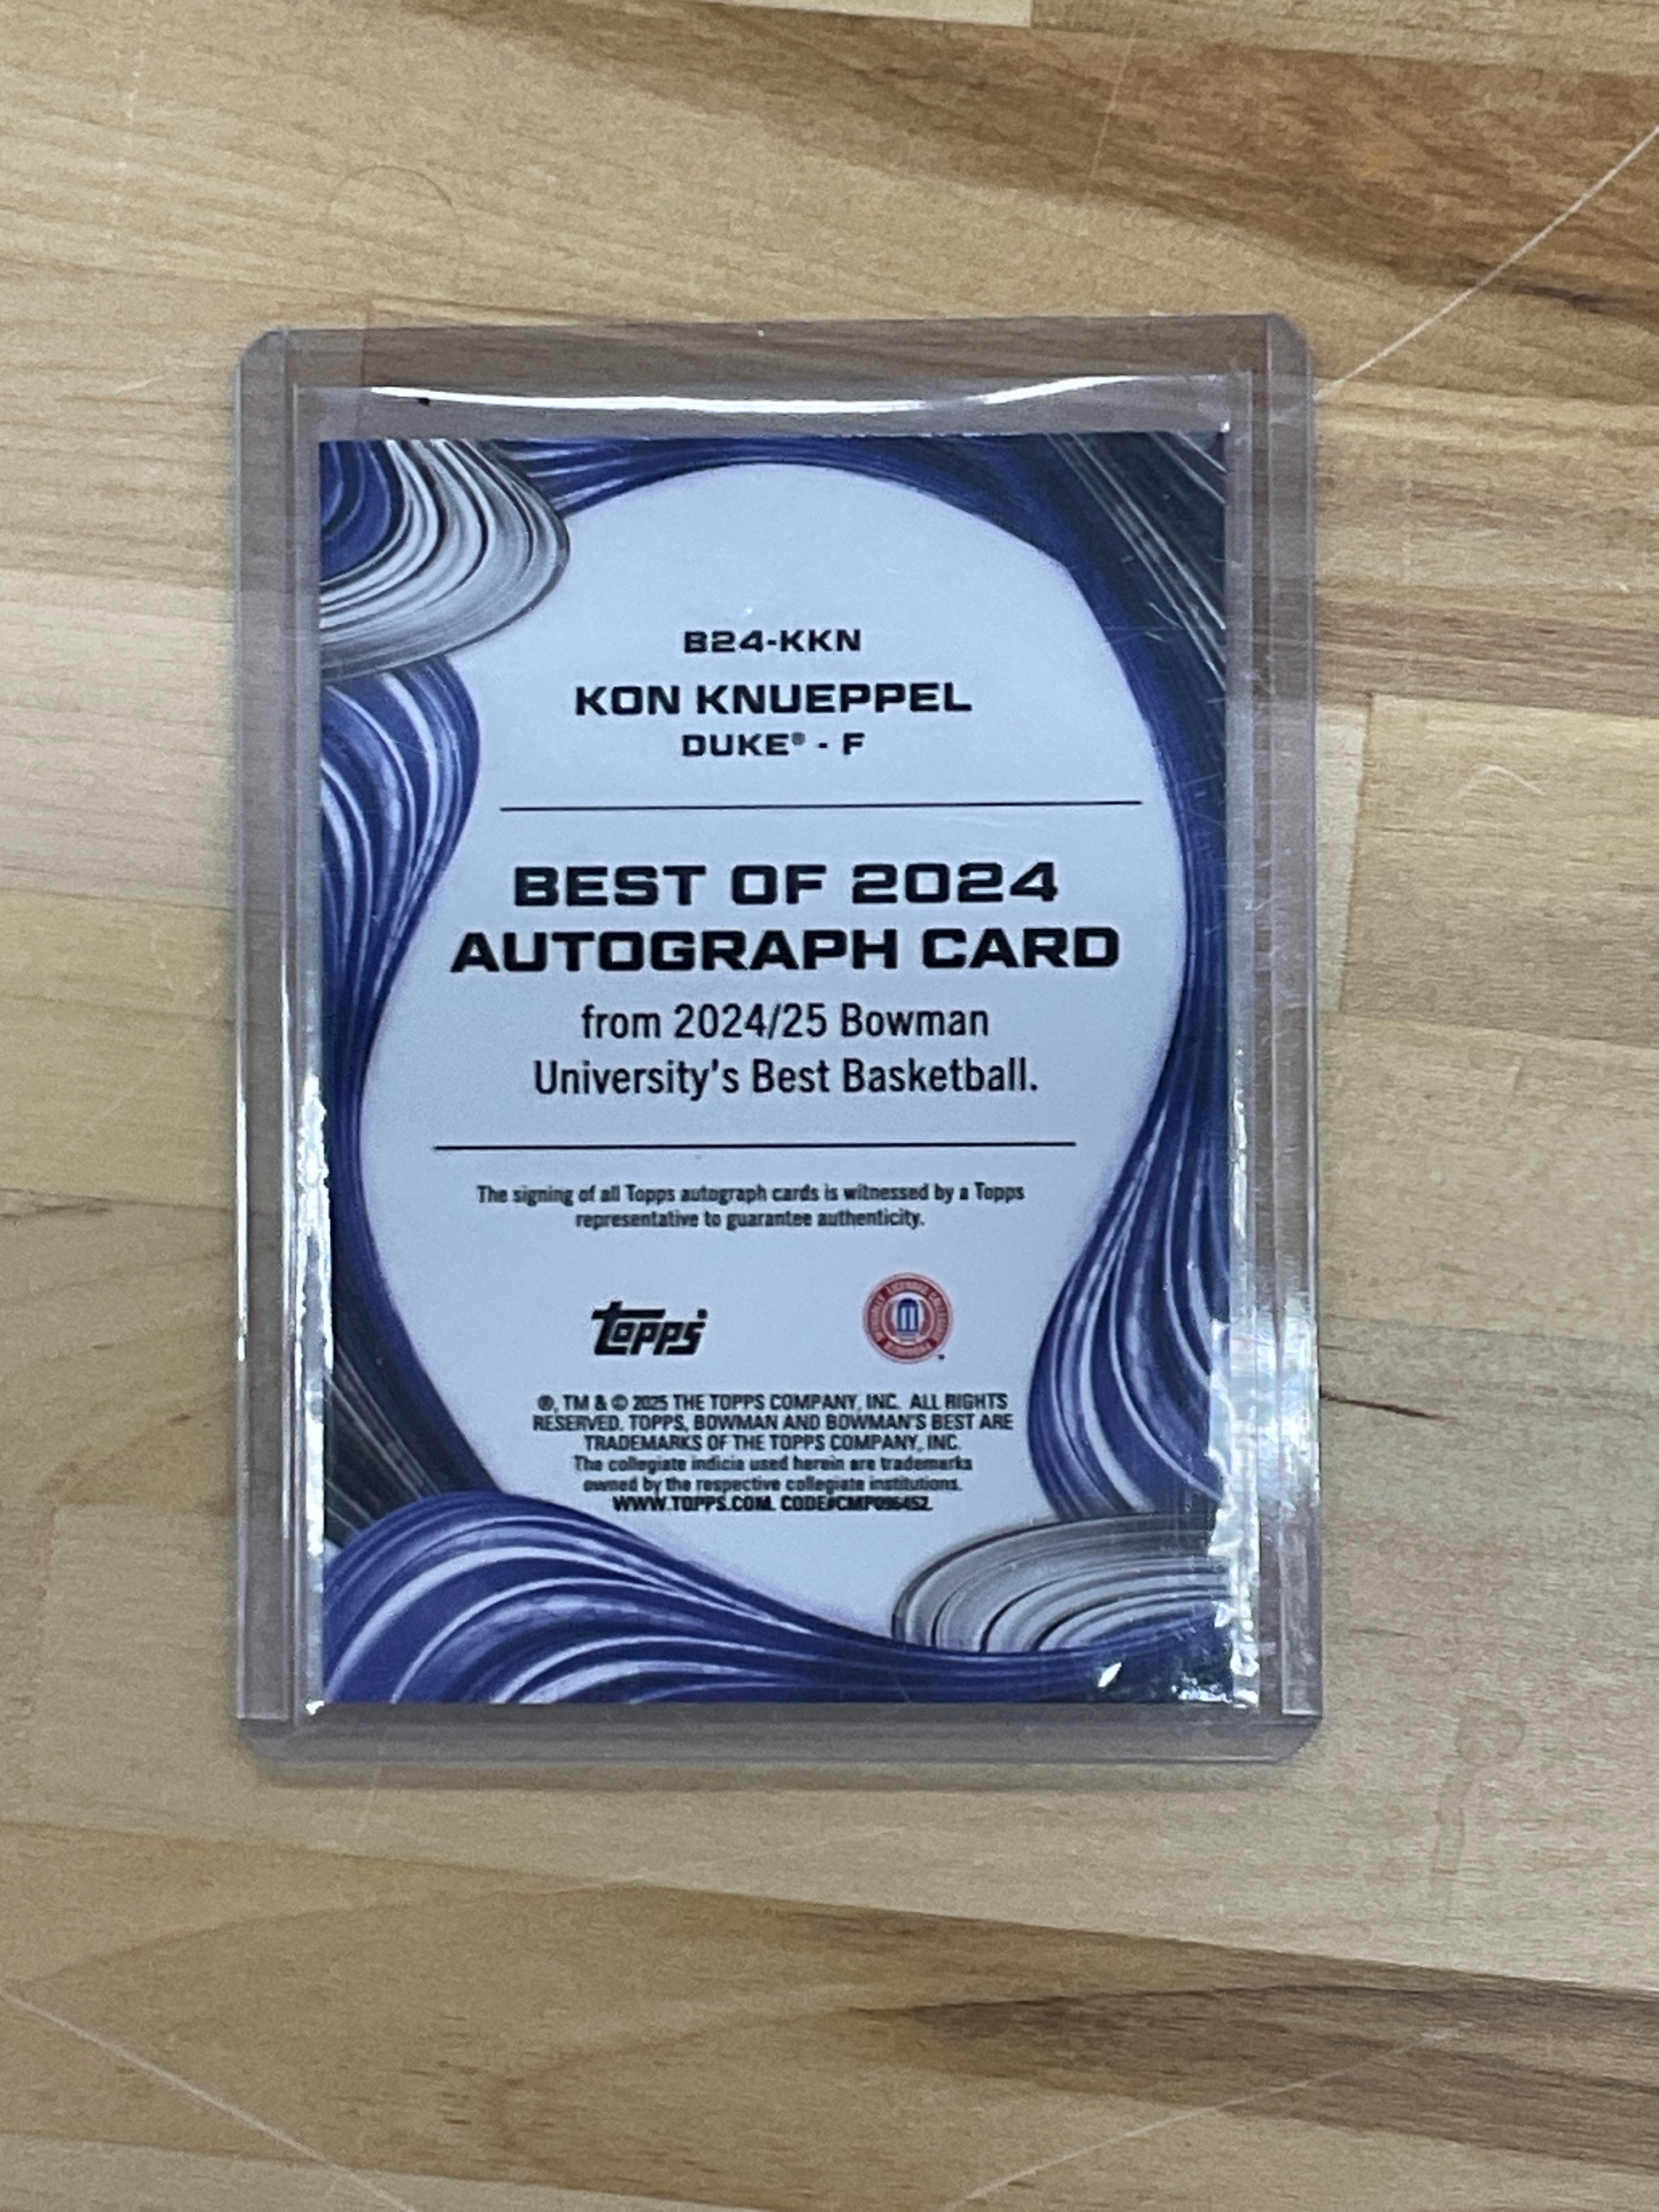 B24-KKN
KON KNUEPPEL
DUKE® - F
BEST OF 2024
AUTOGRAPH CARD
from 2024/25 Bowman
University's Best Basketball.
The signing of all Topps autograph cards is witnessed by a Topps
representative to guarantee authenticity.
topps
®, TM & © 2025 THE TOPPS COMPANY, INC. ALL RIGHTS
RESERVED. TOPPS, BOWMAN AND BOWMAN'S BEST ARE
TRADEMARKS OF THE TOPPS COMPANY, INC.
The collegiate indicia used herein are trademarks
owned by the respective collegiate institutions.
WWW.TOPPS.COM. CODE#CMP096452